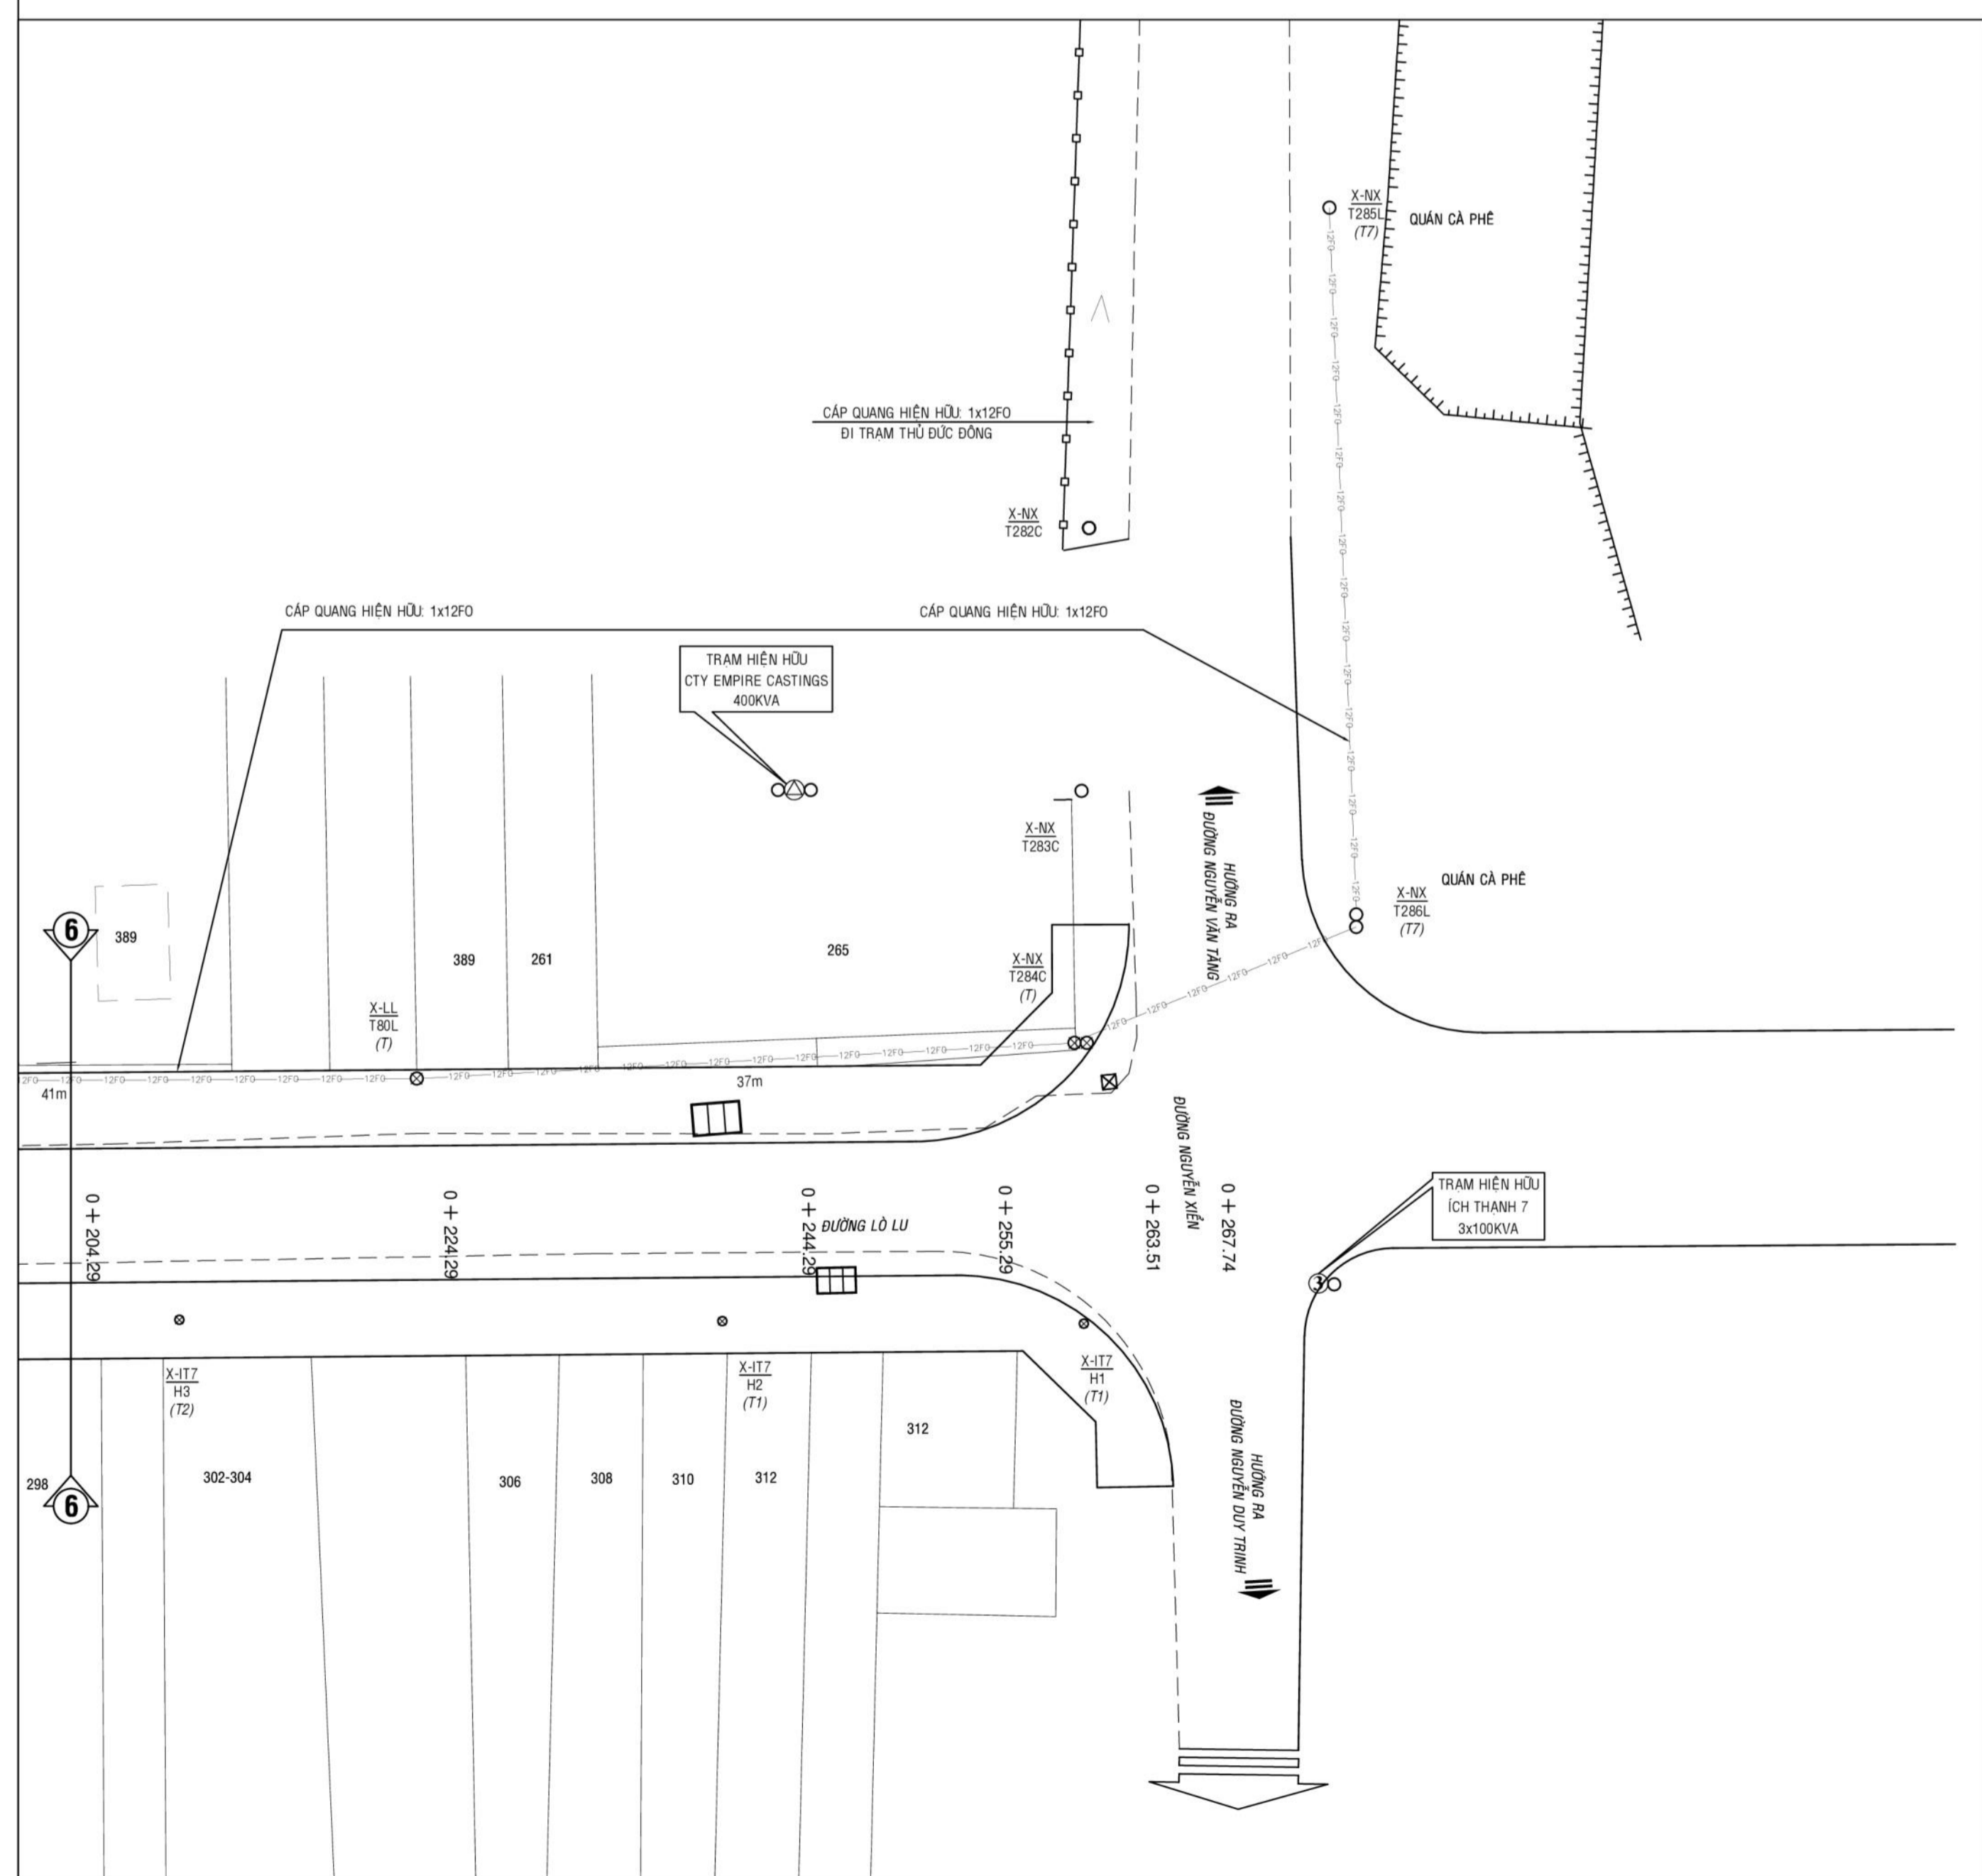 X-NX
T285L
(T7)
QUÁN CÀ PHÊ
CÁP QUANG HIỆN HỮU: 1x12FO
ĐI TRẠM THỦ ĐỨC ĐÔNG
X-NX
T282C
CÁP QUANG HIỆN HỮU: 1x12FO
CÁP QUANG HIỆN HỮU: 1x12FO
TRẠM HIỆN HỮU
CTY EMPIRE CASTINGS
400KVA
X-NX
T283C
HƯỚNG RA
ĐƯỜNG NGUYỄN VĂN TĂNG
QUÁN CÀ PHÊ
X-NX
T286L
(T7)
6
389
389
261
265
X-NX
T284C
(T)
X-LL
T80L
(T)
12FO
41m
37m
ĐƯỜNG NGUYỄN XIỂN
TRẠM HIỆN HỮU
ÍCH THẠNH 7
3x100KVA
0 + 204.29
0 + 224.29
0 + 244.29
ĐƯỜNG LÒ LU
0 + 255.29
0 + 263.51
0 + 267.74
3
X-IT7
H3
(T2)
X-IT7
H2
(T1)
X-IT7
H1
(T1)
312
298
6
302-304
306
308
310
312
HƯỚNG RA
ĐƯỜNG NGUYỄN DUY TRINH